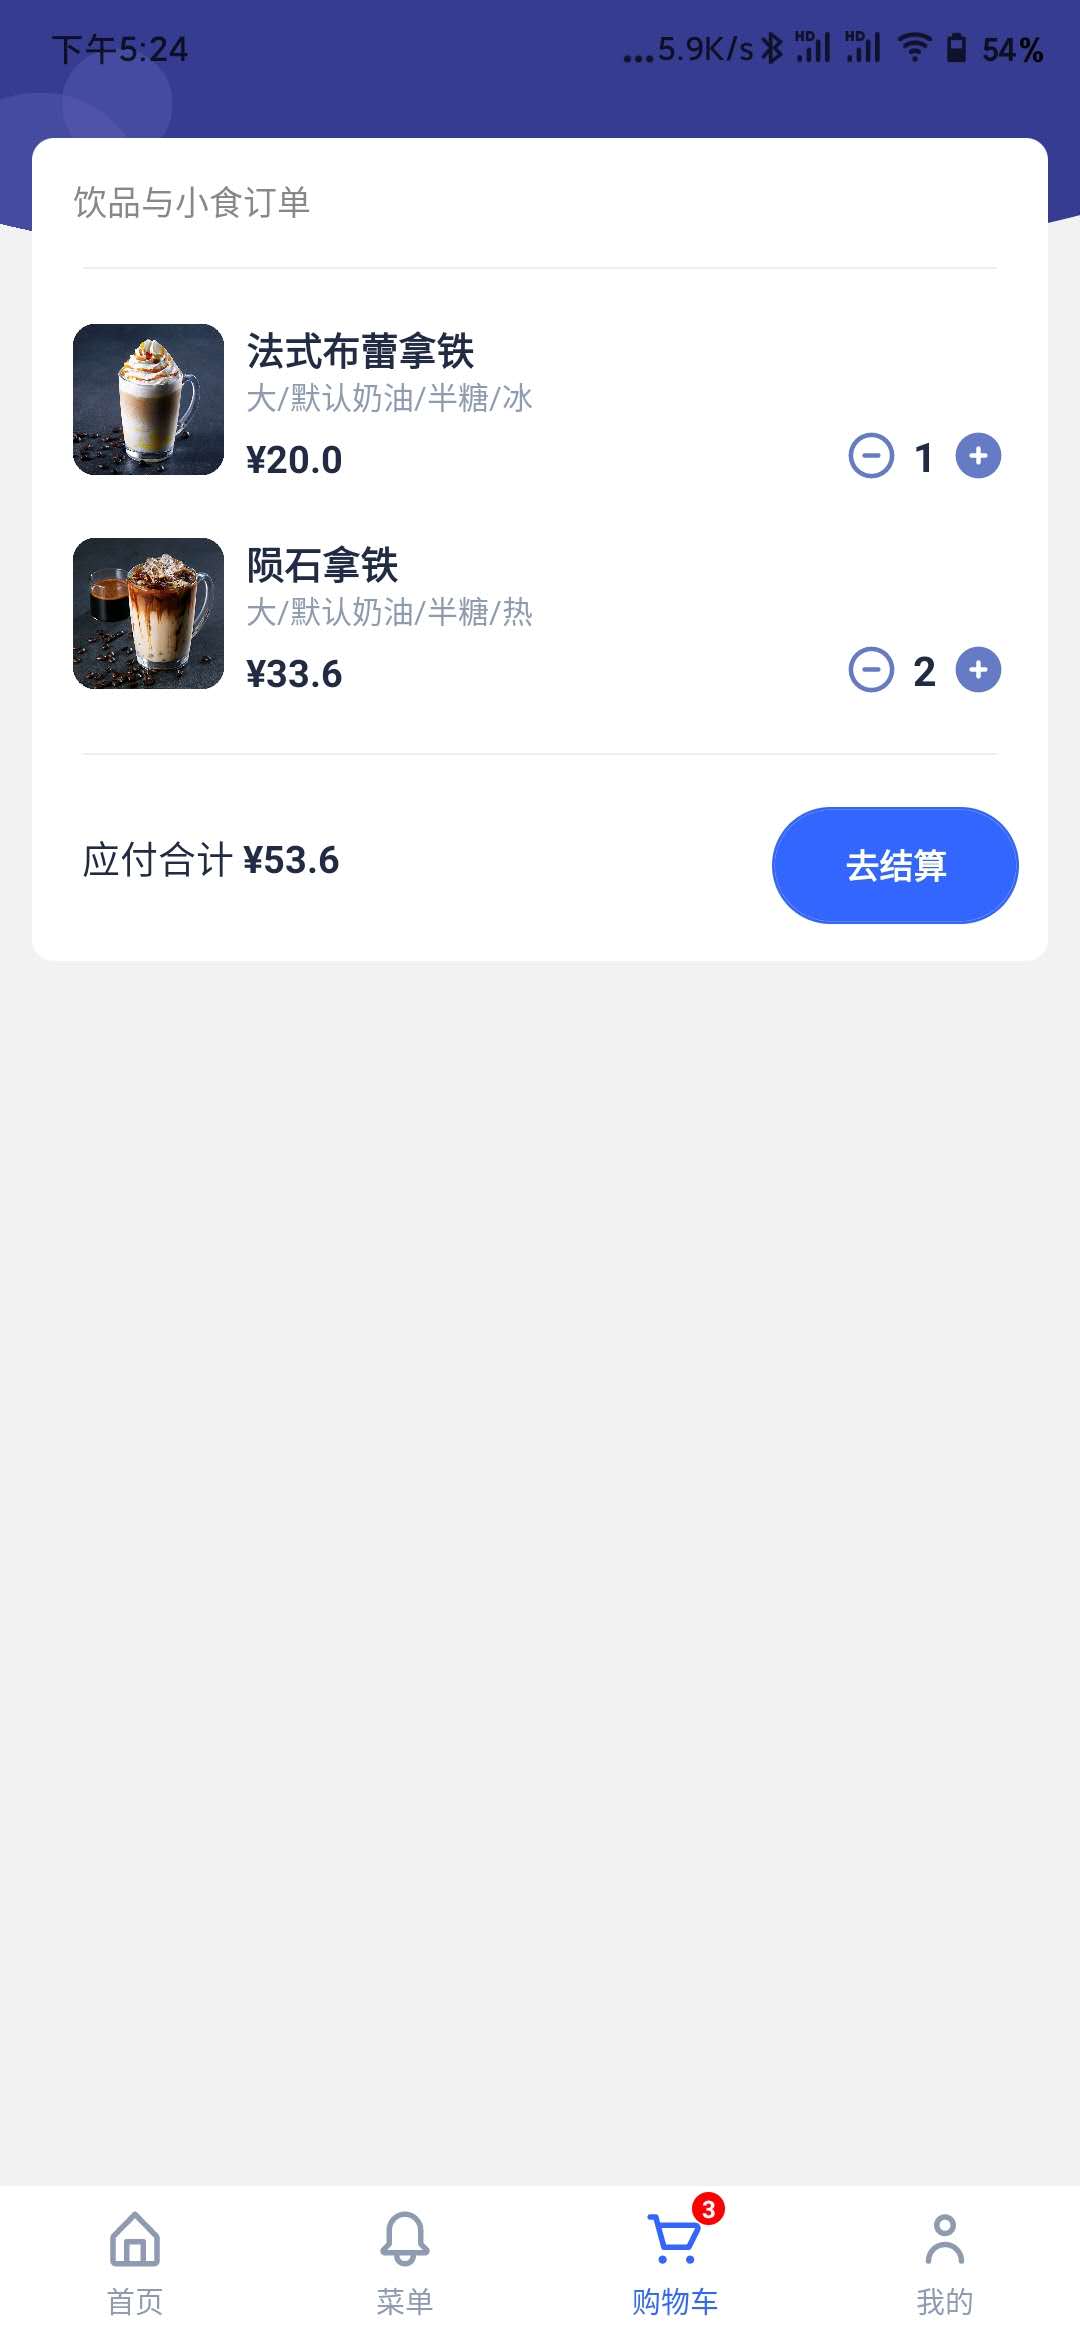 下午5:24
...5.9K/s HD HD 54%
饮品与小食订单
法式布蕾拿铁
大/默认奶油/半糖/冰
¥20.0
1
陨石拿铁
大/默认奶油/半糖/热
¥33.6
2
应付合计 ¥53.6
去结算
3
首页
菜单
购物车
我的